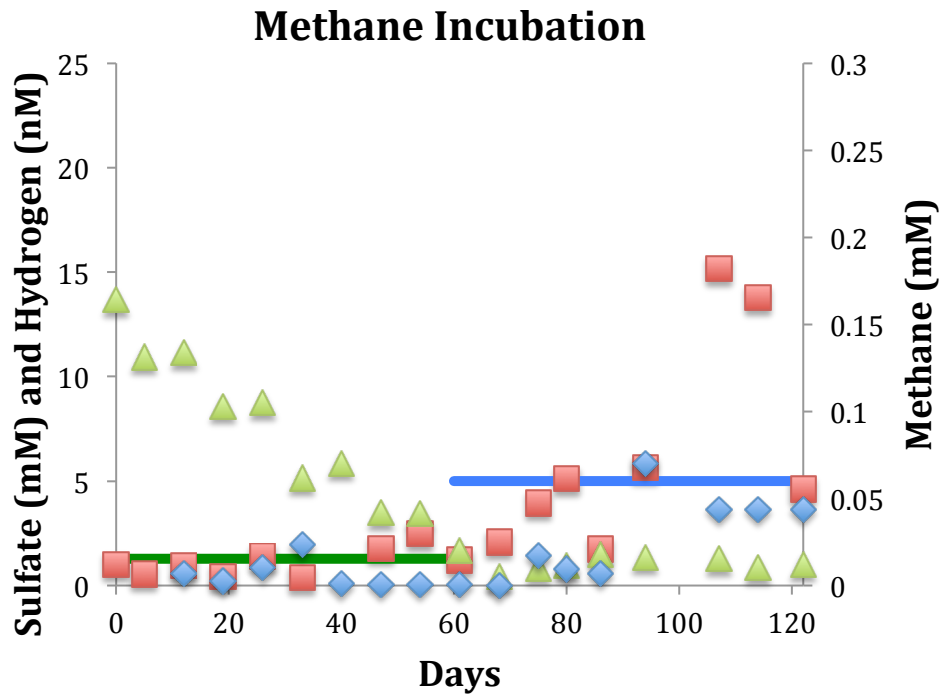 Methane Incubation
Sulfate (mM) and Hydrogen (nM)
25
20
15
10
5
0
0.3
0.25
0.2
0.15
0.1
0.05
0
Methane (mM)
0 20 40 60 80 100 120
Days